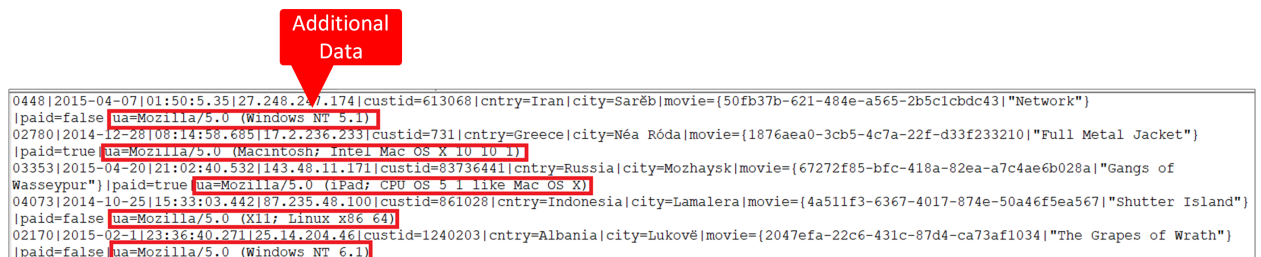 Additional
Data
0448|2015-04-07|01:50:5.35|27.248.247.174|custid=613068|cntry=Iran|city=Sarĕb|movie={50fb37b-621-484e-a565-2b5c1cbdc43|"Network"}
|paid=false|ua=Mozilla/5.0 (Windows NT 5.1)
02780|2014-12-28|08:14:58.685|17.2.236.233|custid=731|cntry=Greece|city=Néa Róda|movie={1876aea0-3cb5-4c7a-22f-d33f233210|"Full Metal Jacket"}
|paid=true|ua=Mozilla/5.0 (Macintosh; Intel Mac OS X 10 10 1)
03353|2015-04-20|21:02:40.532|143.48.11.171|custid=83736441|cntry=Russia|city=Mozhaysk|movie={67272f85-bfc-418a-82ea-a7c4ae6b028a|"Gangs of
Wasseypur"}|paid=true|ua=Mozilla/5.0 (iPad; CPU OS 5 1 like Mac OS X)
04073|2014-10-25|15:33:03.442|87.235.48.100|custid=861028|cntry=Indonesia|city=Lamalera|movie={4a511f3-6367-4017-874e-50a46f5ea567|"Shutter Island"}
|paid=false|ua=Mozilla/5.0 (X11; Linux x86 64)
02170|2015-02-1|23:36:40.271|25.14.204.46|custid=1240203|cntry=Albania|city=Lukovë|movie={2047efa-22c6-431c-87d4-ca73af1034|"The Grapes of Wrath"}
|paid=false|ua=Mozilla/5.0 (Windows NT 6.1)